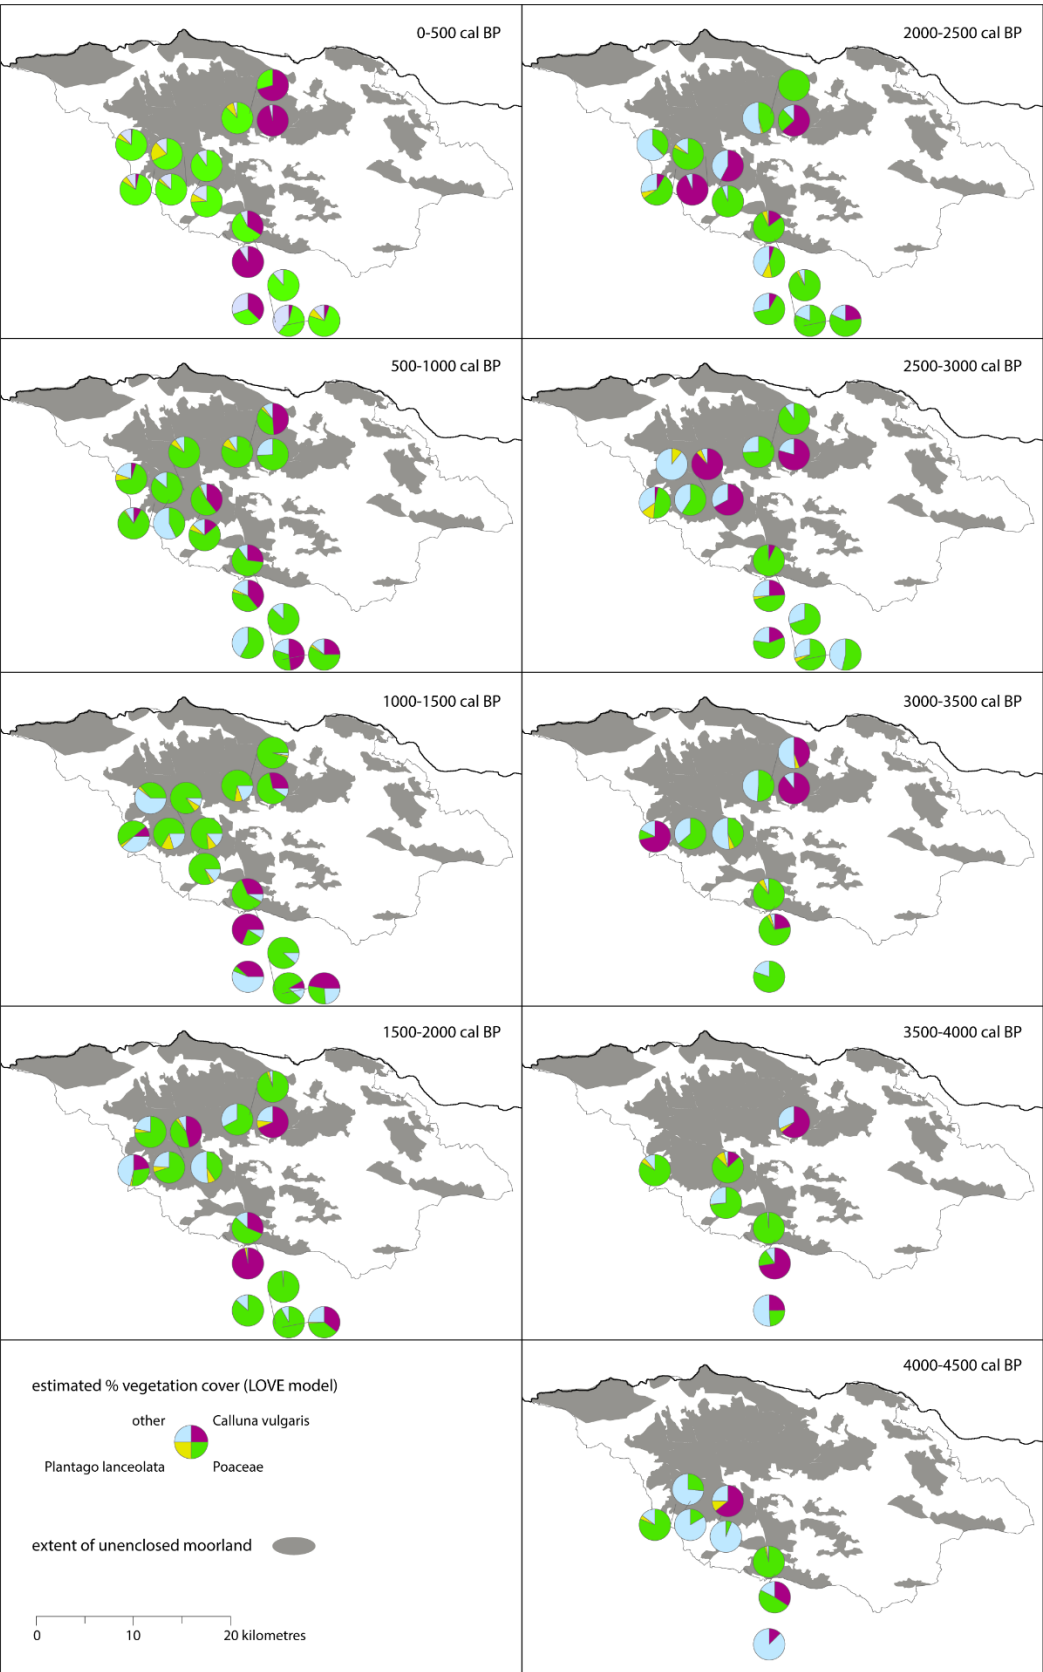 0-500 cal BP
2000-2500 cal BP
500-1000 cal BP
2500-3000 cal BP
1000-1500 cal BP
3000-3500 cal BP
1500-2000 cal BP
3500-4000 cal BP
4000-4500 cal BP
estimated % vegetation cover (LOVE model)
other
Calluna vulgaris
Plantago lanceolata
Poaceae
extent of unenclosed moorland
0 10 20 kilometres